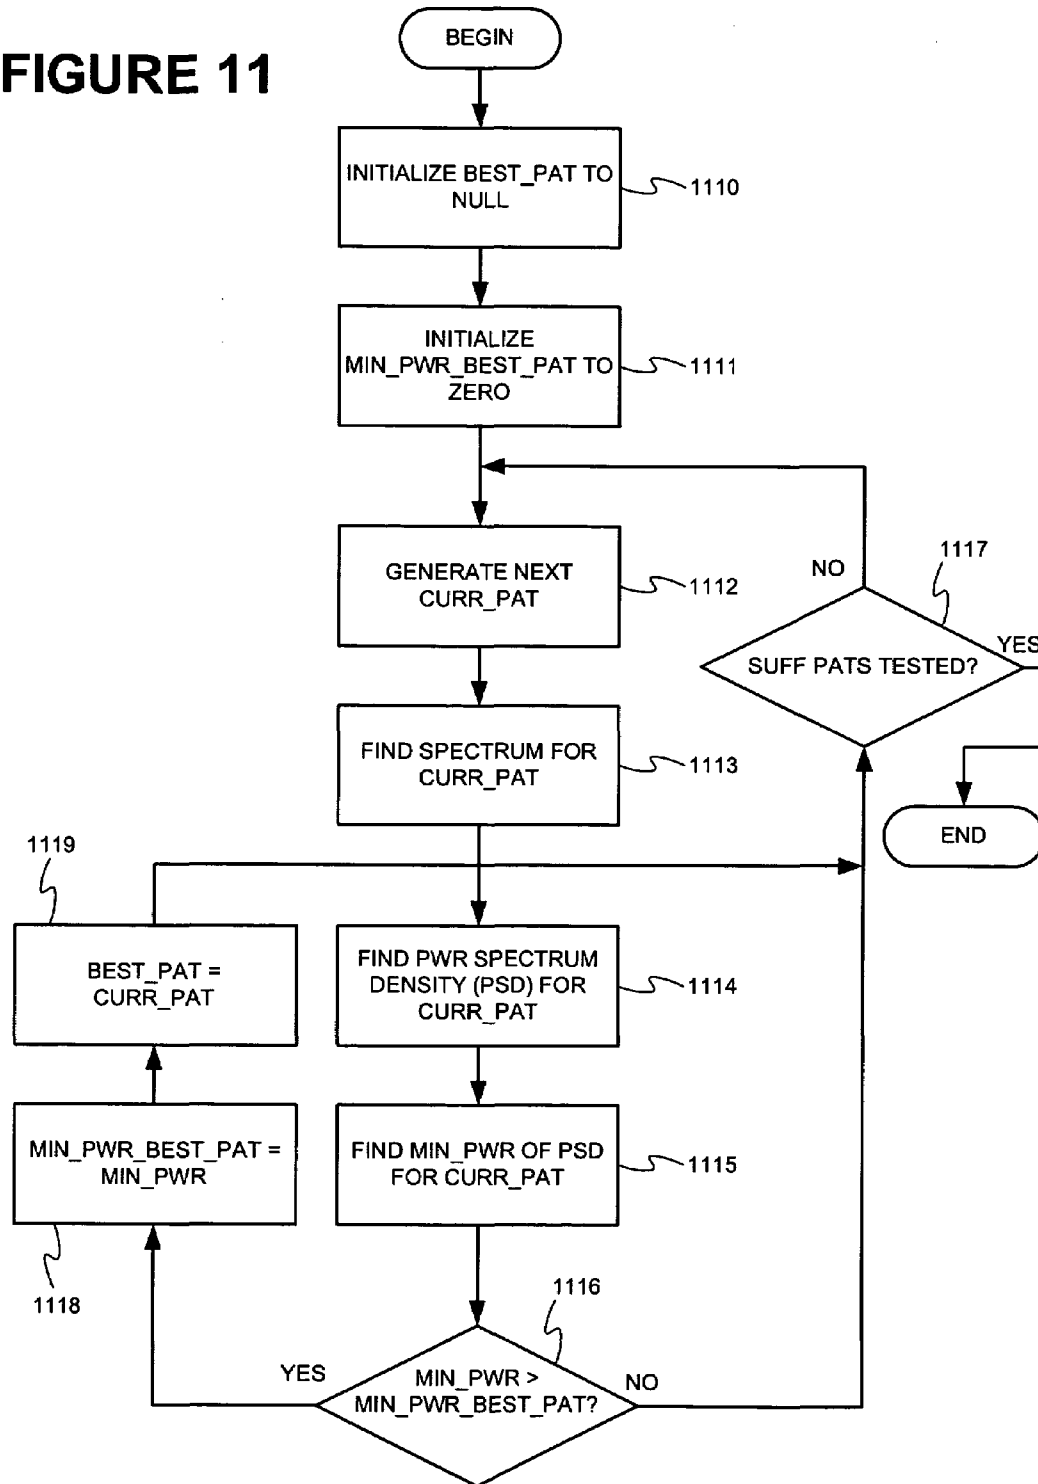 FIGURE 11
BEGIN
INITIALIZE BEST_PAT TO
NULL
1110
INITIALIZE
MIN_PWR_BEST_PAT TO
ZERO
1111
GENERATE NEXT
CURR_PAT
1112
NO
1117
SUFF PATS TESTED?
YES
FIND SPECTRUM FOR
CURR_PAT
1113
END
1119
BEST_PAT =
CURR_PAT
FIND PWR SPECTRUM
DENSITY (PSD) FOR
CURR_PAT
1114
MIN_PWR_BEST_PAT =
MIN_PWR
1118
FIND MIN_PWR OF PSD
FOR CURR_PAT
1115
1116
YES
MIN_PWR >
MIN_PWR_BEST_PAT?
NO